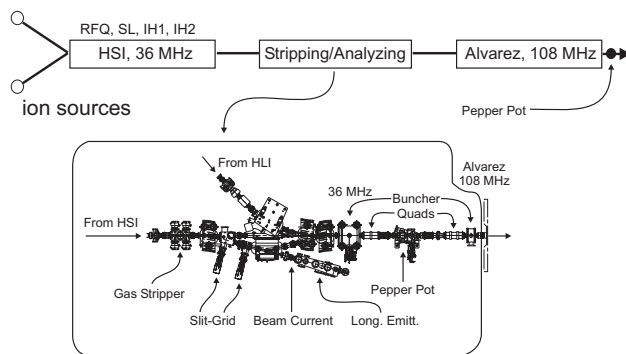 RFQ, SL, IH1, IH2
HSI, 36 MHz
Stripping/Analyzing
Alvarez, 108 MHz
ion sources
Pepper Pot
From HLI
Alvarez
108 MHz
36 MHz
Buncher
Quads
From HSI
Gas Stripper
Pepper Pot
Slit-Grid
Beam Current
Long. Emitt.